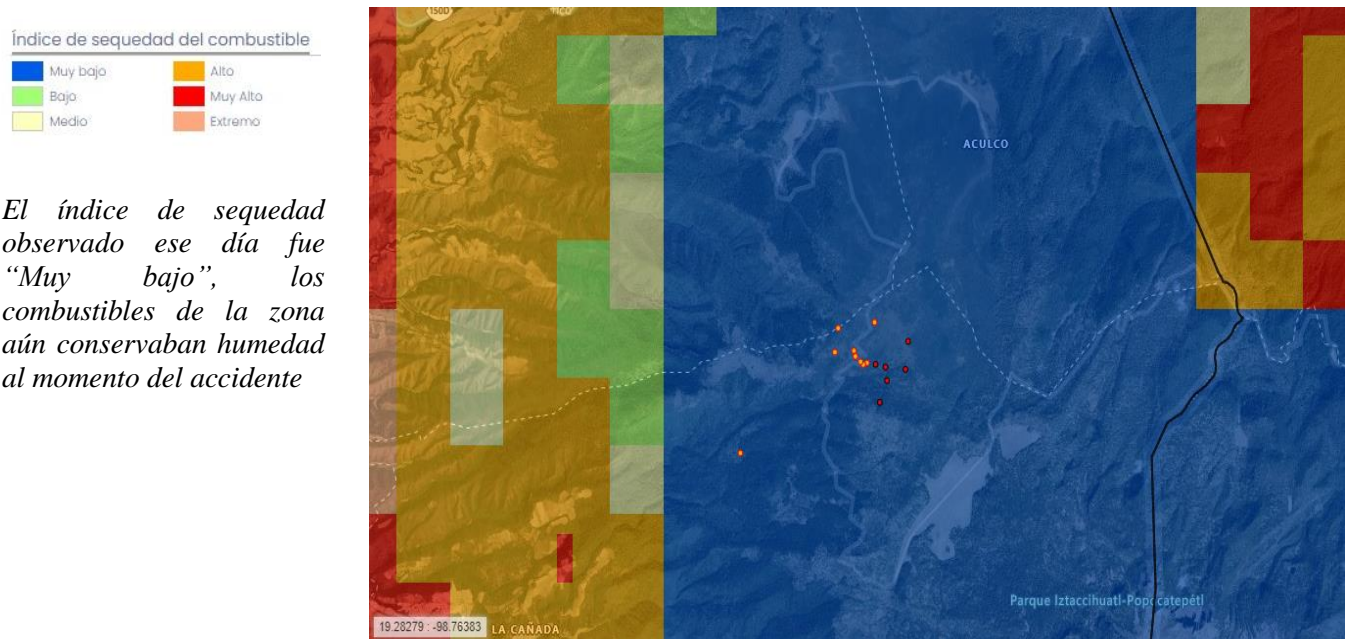 Índice de sequedad del combustible
Muy bajo
Alto
Bajo
Muy Alto
Medio
Extremo
El índice de sequedad
observado ese día fue
“Muy bajo”, los
combustibles de la zona
aún conservaban humedad
al momento del accidente
150D
ACULCO
Parque Iztaccihuatl-Popocatepétl
19.28279 : -98.76383
LA CAÑADA